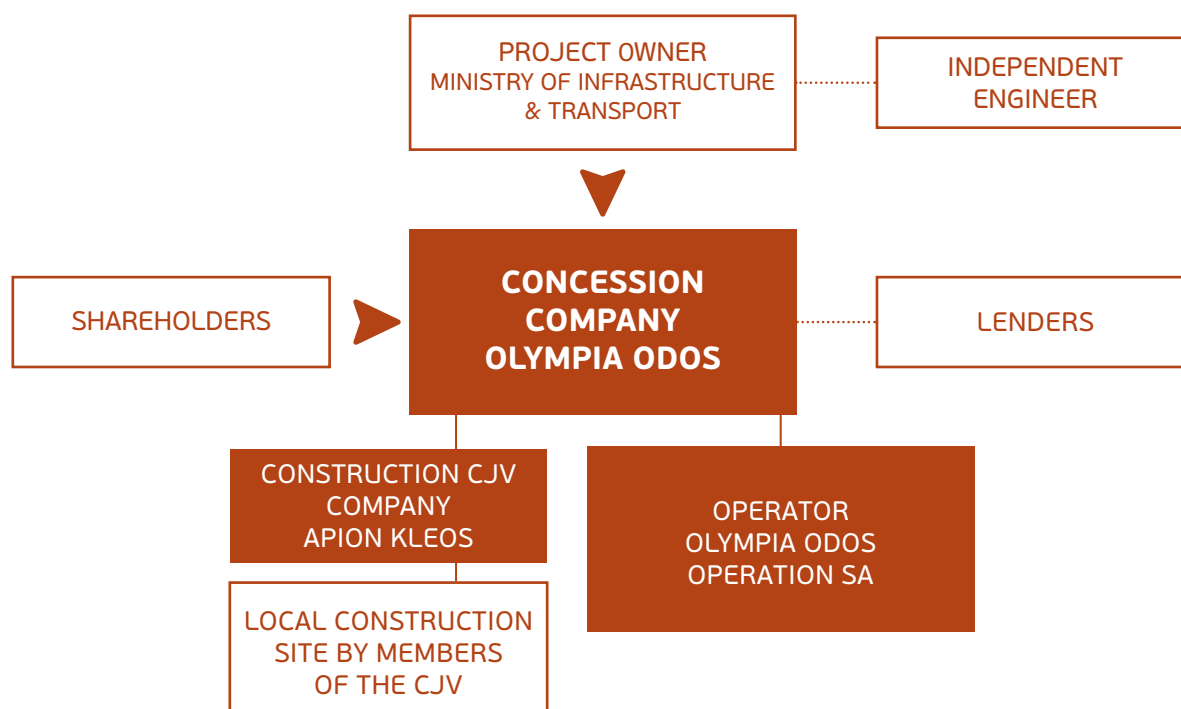 PROJECT OWNER
MINISTRY OF INFRASTRUCTURE
& TRANSPORT
INDEPENDENT
ENGINEER
SHAREHOLDERS
CONCESSION
COMPANY
OLYMPIA ODOS
LENDERS
CONSTRUCTION CJV
COMPANY
APION KLEOS
OPERATOR
OLYMPIA ODOS
OPERATION SA
LOCAL CONSTRUCTION
SITE BY MEMBERS
OF THE CJV